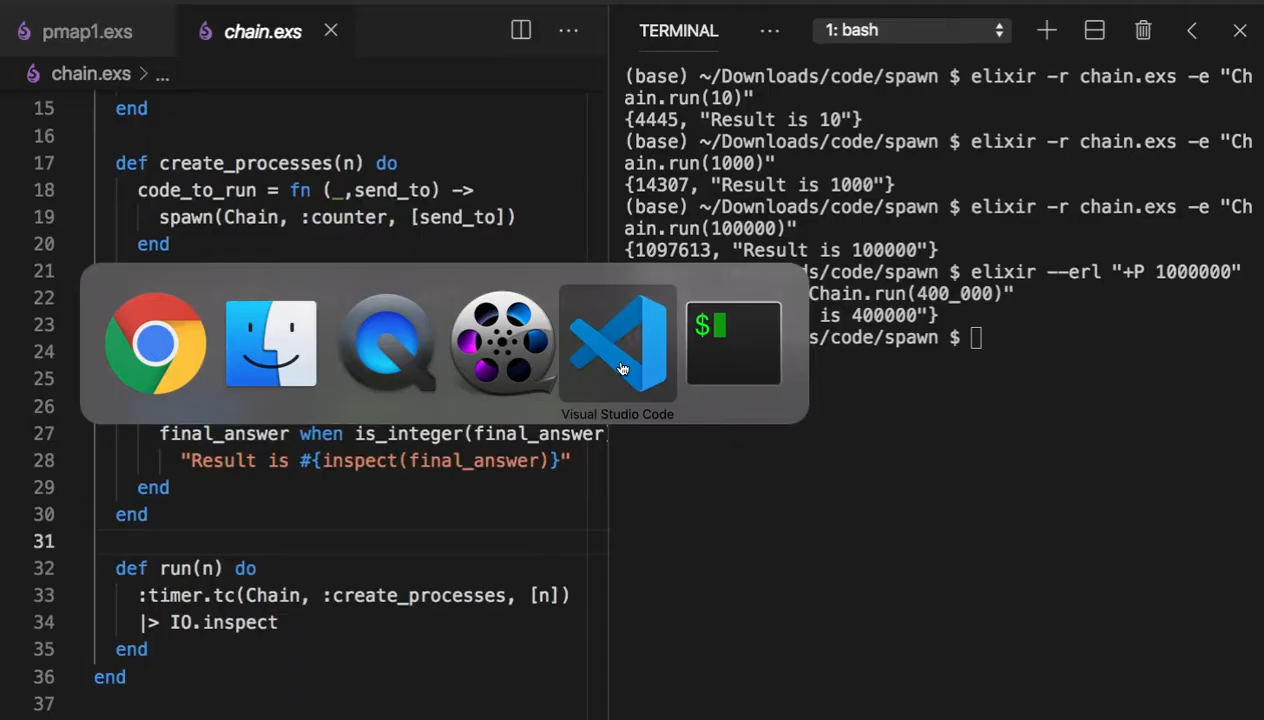 pmap1.exs
chain.exs
chain.exs > ...
15 end
16
17 def create_processes(n) do
18 code_to_run = fn (_,send_to) ->
19 spawn(Chain, :counter, [send_to])
20 end
21
22
23
24
25
26
27 final_answer when is_integer(final_answer
28 "Result is #{inspect(final_answer)}"
29 end
30 end
31
32 def run(n) do
33 :timer.tc(Chain, :create_processes, [n])
34 |> IO.inspect
35 end
36 end
37
TERMINAL
...
1: bash
(base) ~/Downloads/code/spawn $ elixir -r chain.exs -e "Ch
ain.run(10)"
{4445, "Result is 10"}
(base) ~/Downloads/code/spawn $ elixir -r chain.exs -e "Ch
ain.run(1000)"
{14307, "Result is 1000"}
(base) ~/Downloads/code/spawn $ elixir -r chain.exs -e "Ch
ain.run(100000)"
{1097613, "Result is 100000"}
s/code/spawn $ elixir --erl "+P 1000000"
Chain.run(400_000)"
is 400000"}
s/code/spawn $
$
Visual Studio Code